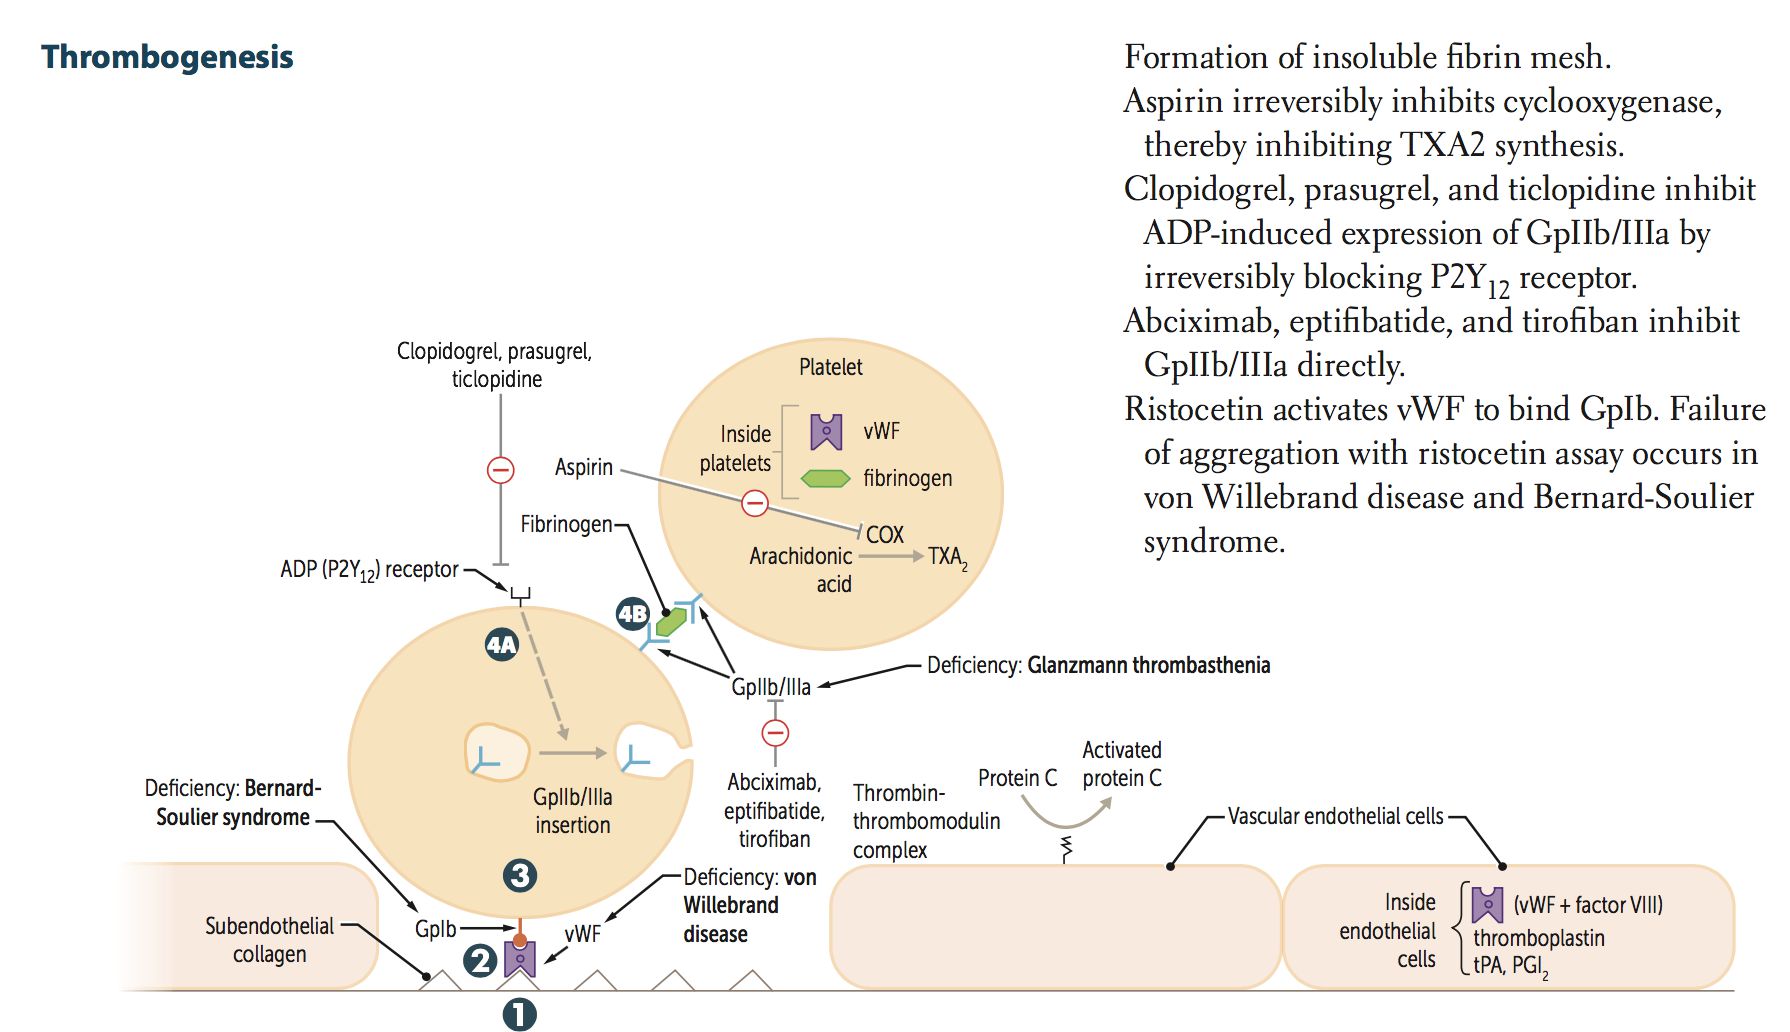 Thrombogenesis
Formation of insoluble fibrin mesh.
Aspirin irreversibly inhibits cyclooxygenase,
thereby inhibiting TXA2 synthesis.
Clopidogrel, prasugrel, and ticlopidine inhibit
ADP-induced expression of GpIIb/IIIa by
irreversibly blocking P2Y12 receptor.
Abciximab, eptifibatide, and tirofiban inhibit
GpIIb/IIIa directly.
Ristocetin activates vWF to bind GpIb. Failure
of aggregation with ristocetin assay occurs in
von Willebrand disease and Bernard-Soulier
syndrome.
Clopidogrel, prasugrel,
ticlopidine
Platelet
Inside
platelets
vWF
fibrinogen
Aspirin
Fibrinogen
COX
Arachidonic
acid
TXA2
ADP (P2Y12) receptor
4A
4B
GpIIb/IIIa
Deficiency: Glanzmann thrombasthenia
GpIIb/IIIa
insertion
Abciximab,
eptifibatide,
tirofiban
Deficiency: Bernard-
Soulier syndrome
Thrombin-
thrombomodulin
complex
Protein C
Activated
protein C
Vascular endothelial cells
3
Deficiency: von
Willebrand
disease
GpIb
vWF
Subendothelial
collagen
2
1
Inside
endothelial
cells
(vWF + factor VIII)
thromboplastin
tPA, PGI2